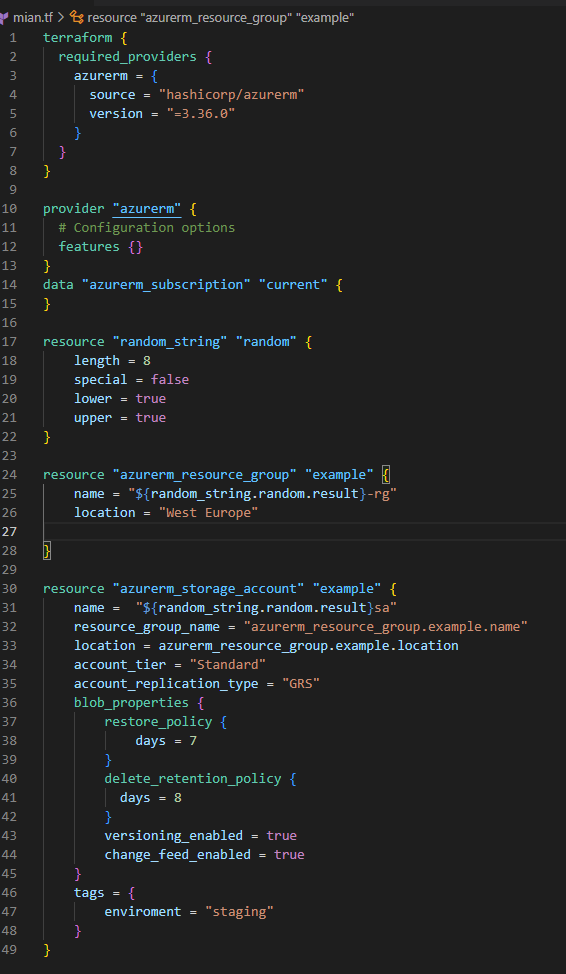 mian.tf > resource "azurerm_resource_group" "example"
1 terraform {
2   required_providers {
3     azurerm = {
4       source = "hashicorp/azurerm"
5       version = "=3.36.0"
6     }
7   }
8 }
9
10 provider "azurerm" {
11   # Configuration options
12   features {}
13 }
14 data "azurerm_subscription" "current" {
15 }
16
17 resource "random_string" "random" {
18     length = 8
19     special = false
20     lower = true
21     upper = true
22 }
23
24 resource "azurerm_resource_group" "example" {
25     name = "${random_string.random.result}-rg"
26     location = "West Europe"
27
28 }
29
30 resource "azurerm_storage_account" "example" {
31     name =  "${random_string.random.result}sa"
32     resource_group_name = "azurerm_resource_group.example.name"
33     location = azurerm_resource_group.example.location
34     account_tier = "Standard"
35     account_replication_type = "GRS"
36     blob_properties {
37         restore_policy {
38             days = 7
39         }
40         delete_retention_policy {
41           days = 8
42         }
43         versioning_enabled = true
44         change_feed_enabled = true
45     }
46     tags = {
47         enviroment = "staging"
48     }
49 }